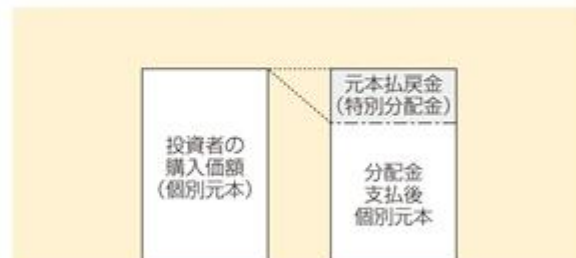 投資者の
購入価額
（個別元本）
元本払戻金
（特別分配金）
分配金
支払後
個別元本